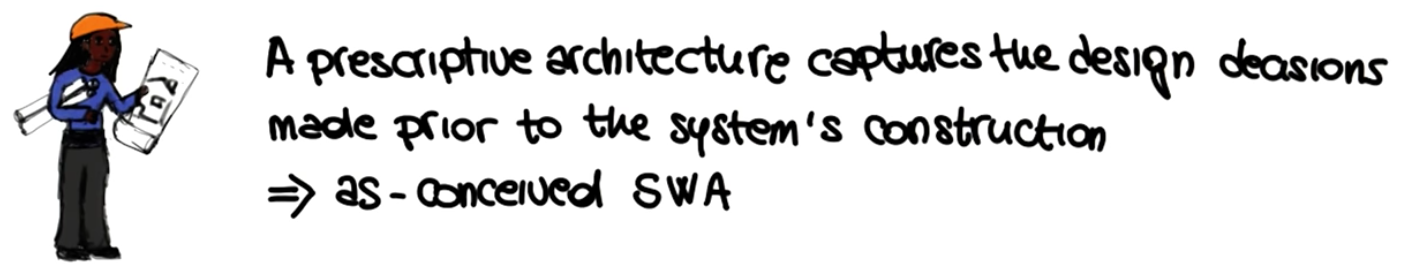 A prescriptive architecture captures the design decisions
made prior to the system's construction
=> as-conceived SWA